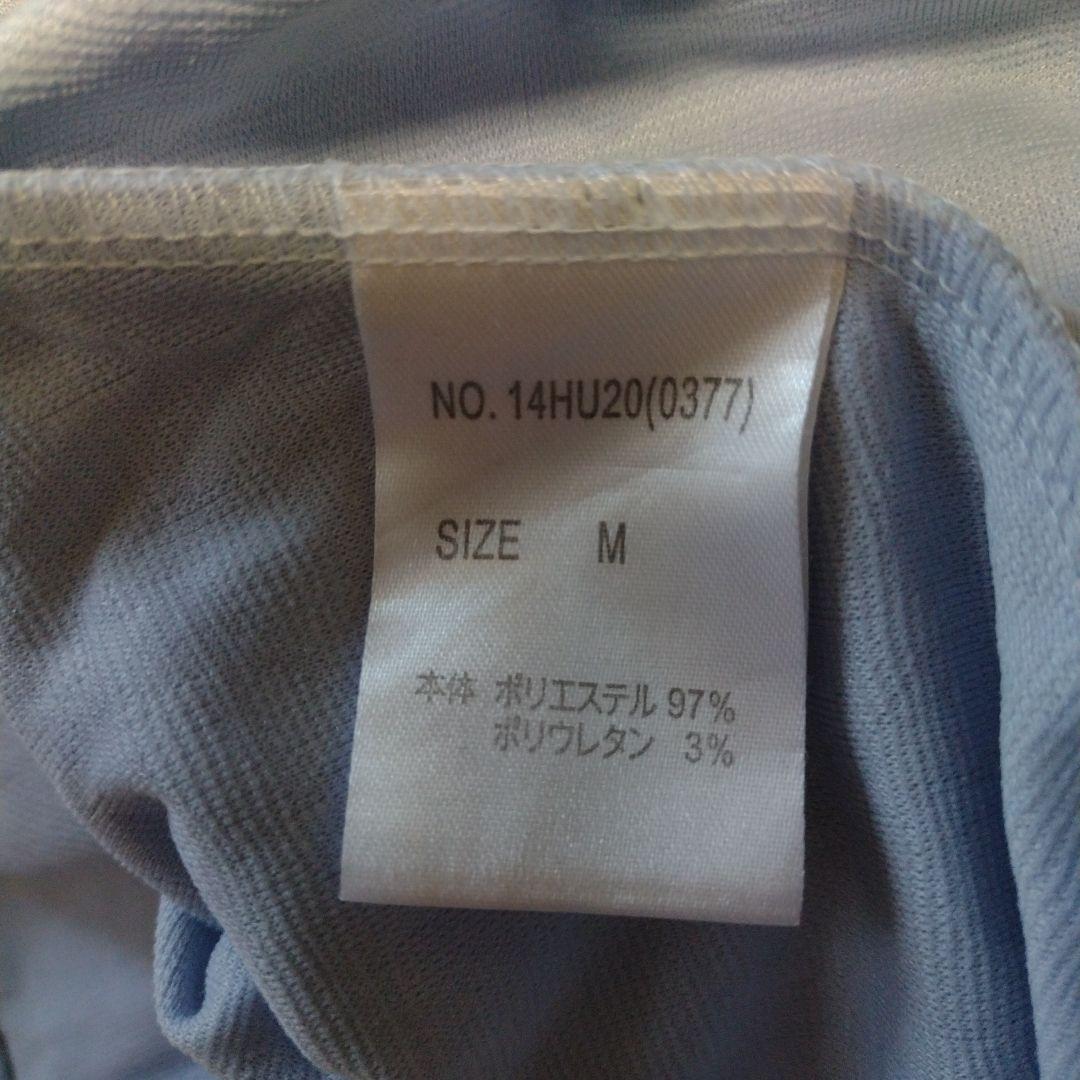 NO. 14HU20(0377)
SIZE M
本体 ポリエステル 97%
ポリウレタン 3%